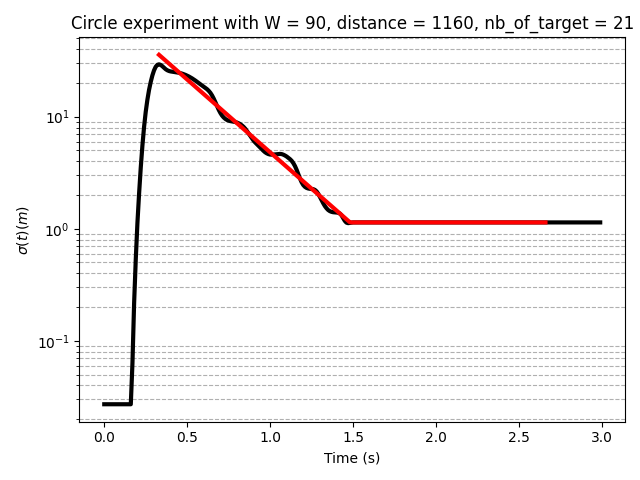 Circle experiment with W = 90, distance = 1160, nb_of_target = 21
σ(t)(m)
10¹
10⁰
10⁻¹
0.0 0.5 1.0 1.5 2.0 2.5 3.0
Time (s)